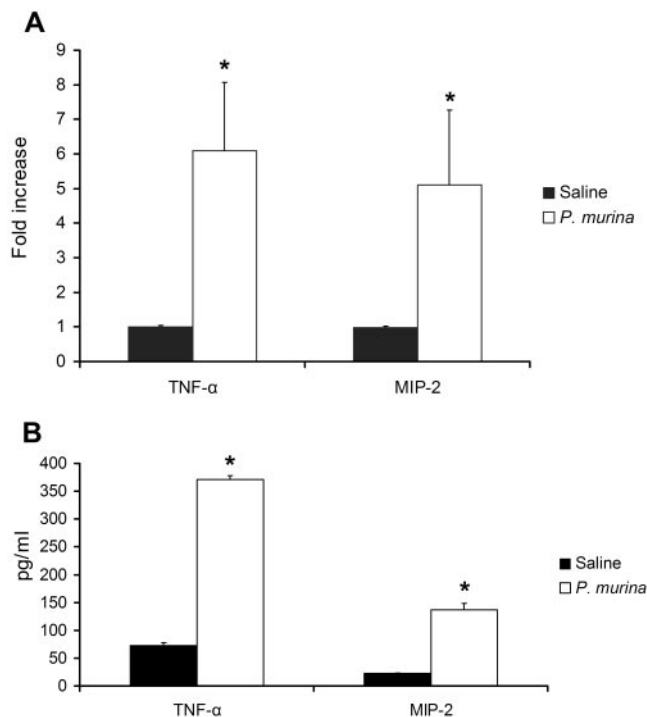 A
Fold increase
9
8
7
6
5
4
3
2
1
0
*
*
TNF-α
MIP-2
Saline
P. murina
B
pg/ml
400
350
300
250
200
150
100
50
0
*
*
TNF-α
MIP-2
Saline
P. murina